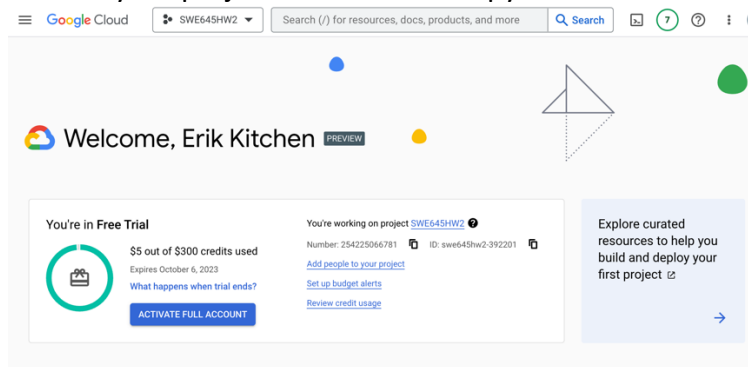 Google Cloud
SWE645HW2
Search (/) for resources, docs, products, and more
Search
7
Welcome, Erik Kitchen PREVIEW
You're in Free Trial
$5 out of $300 credits used
Expires October 6, 2023
What happens when trial ends?
ACTIVATE FULL ACCOUNT
You're working on project SWE645HW2
Number: 254225066781 ID: swe645hw2-392201
Add people to your project
Set up budget alerts
Review credit usage
Explore curated
resources to help you
build and deploy your
first project